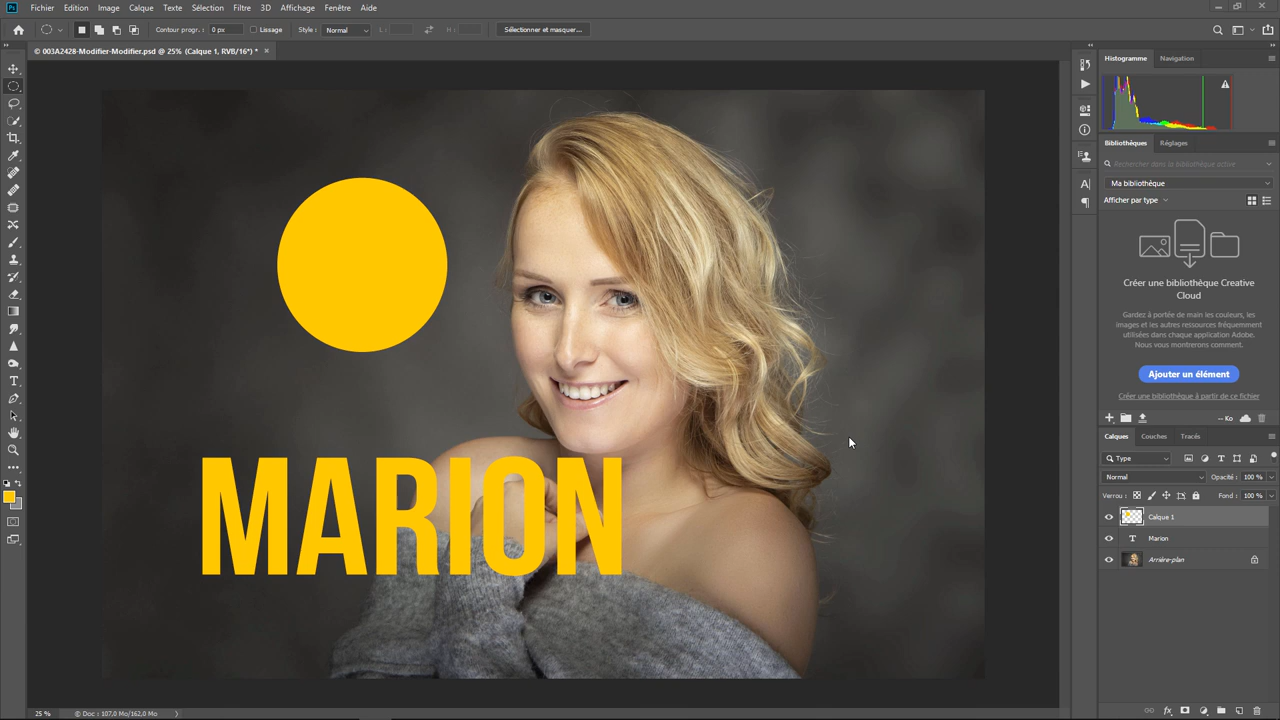 Ps Fichier Edition Image Calque Texte Sélection Filtre 3D Affichage Fenêtre Aide
Contour progr. : 0 px Lissage Style : Normal L : H : Sélectionner et masquer...
© 003A2428-Modifier-Modifier.psd @ 25% (Calque 1, RVB/16*) * ×
Histogramme Navigation
Bibliothèques Réglages
Rechercher dans la bibliothèque active
Ma bibliothèque
Afficher par type
Créer une bibliothèque Creative
Cloud
Gardez à portée de main les couleurs, les
images et les autres ressources fréquemment
utilisées dans chaque application Adobe.
Nous vous montrerons comment.
Ajouter un élément
Créer une bibliothèque à partir de ce fichier
-- Ko
Calques Couches Tracés
Type
Normal Opacité : 100 %
Verrou : Fond : 100 %
Calque 1
Marion
Arrière-plan
MARION
25 % © Doc : 107,0 Mo/162,0 Mo